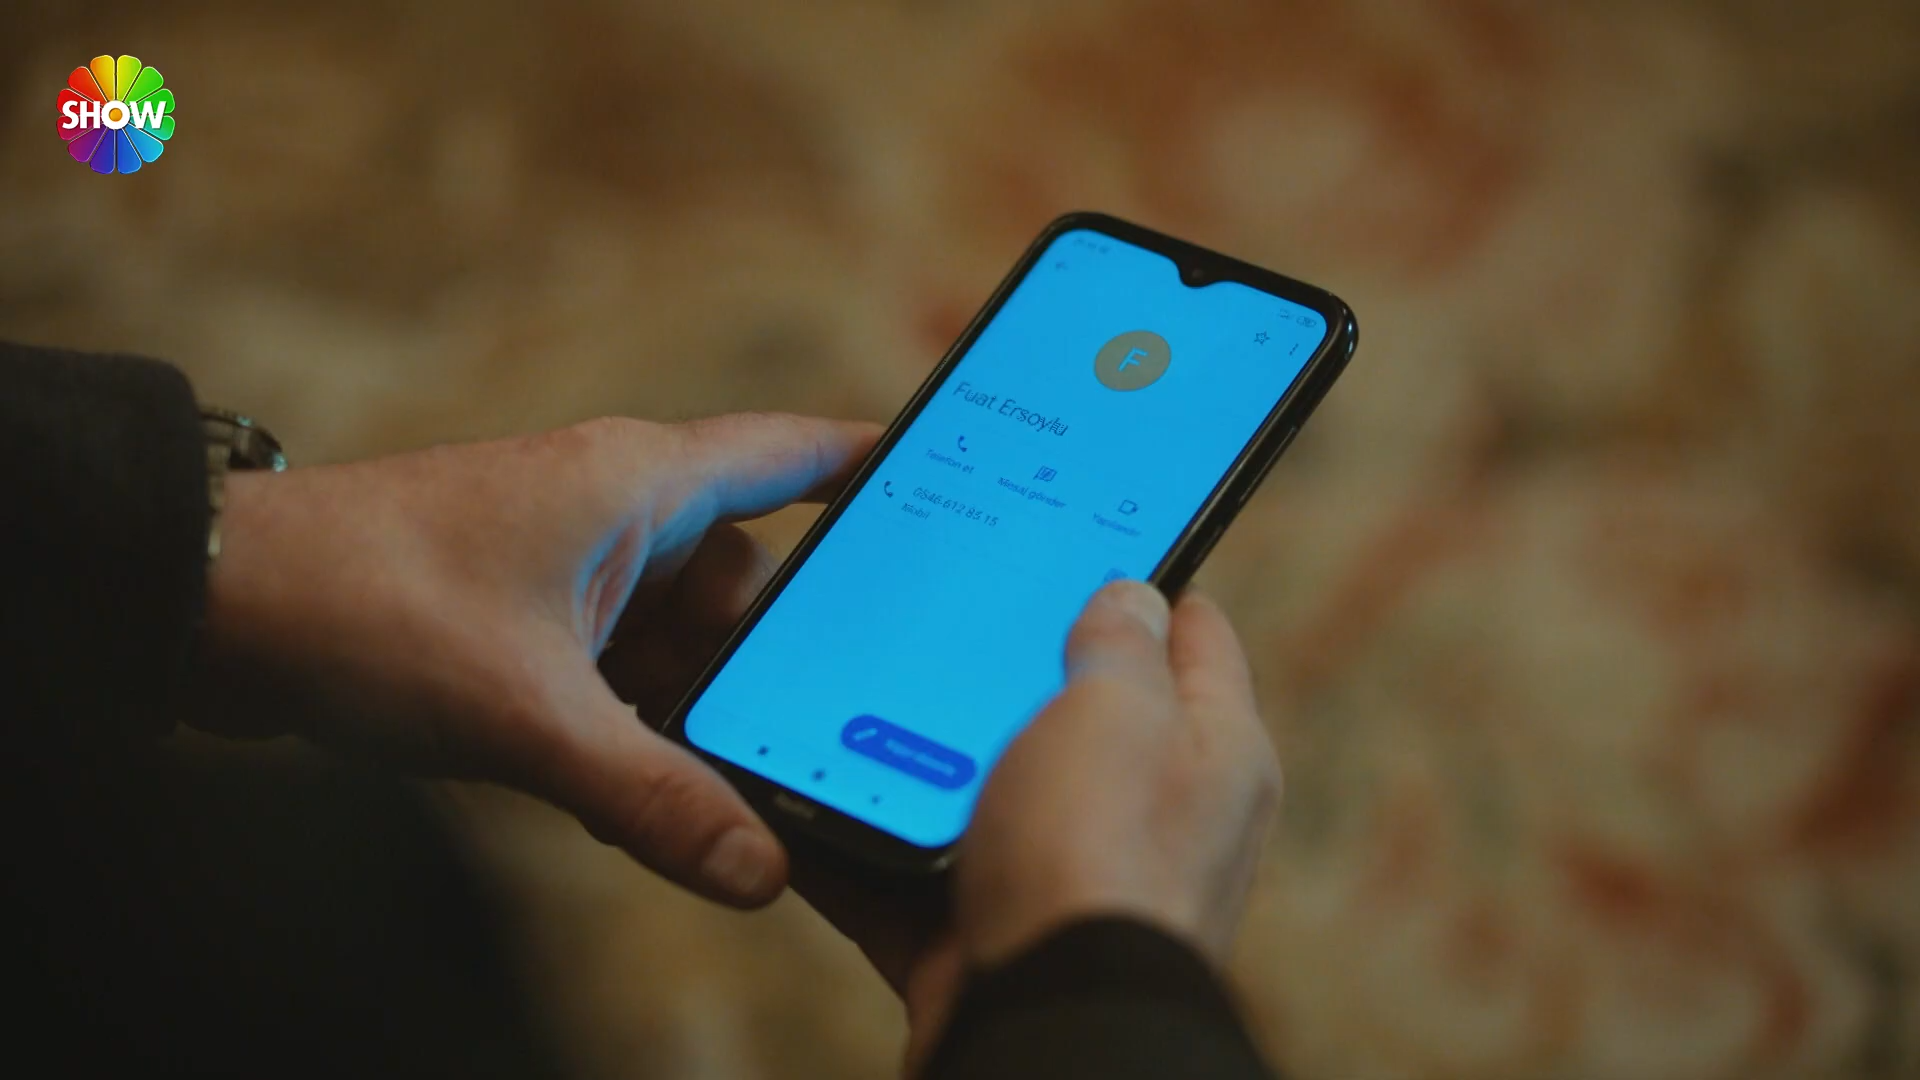 SHOW
F
Fuat Ersoylu
Telefon et
Mesaj gönder
0546 612 85 15
Mobil